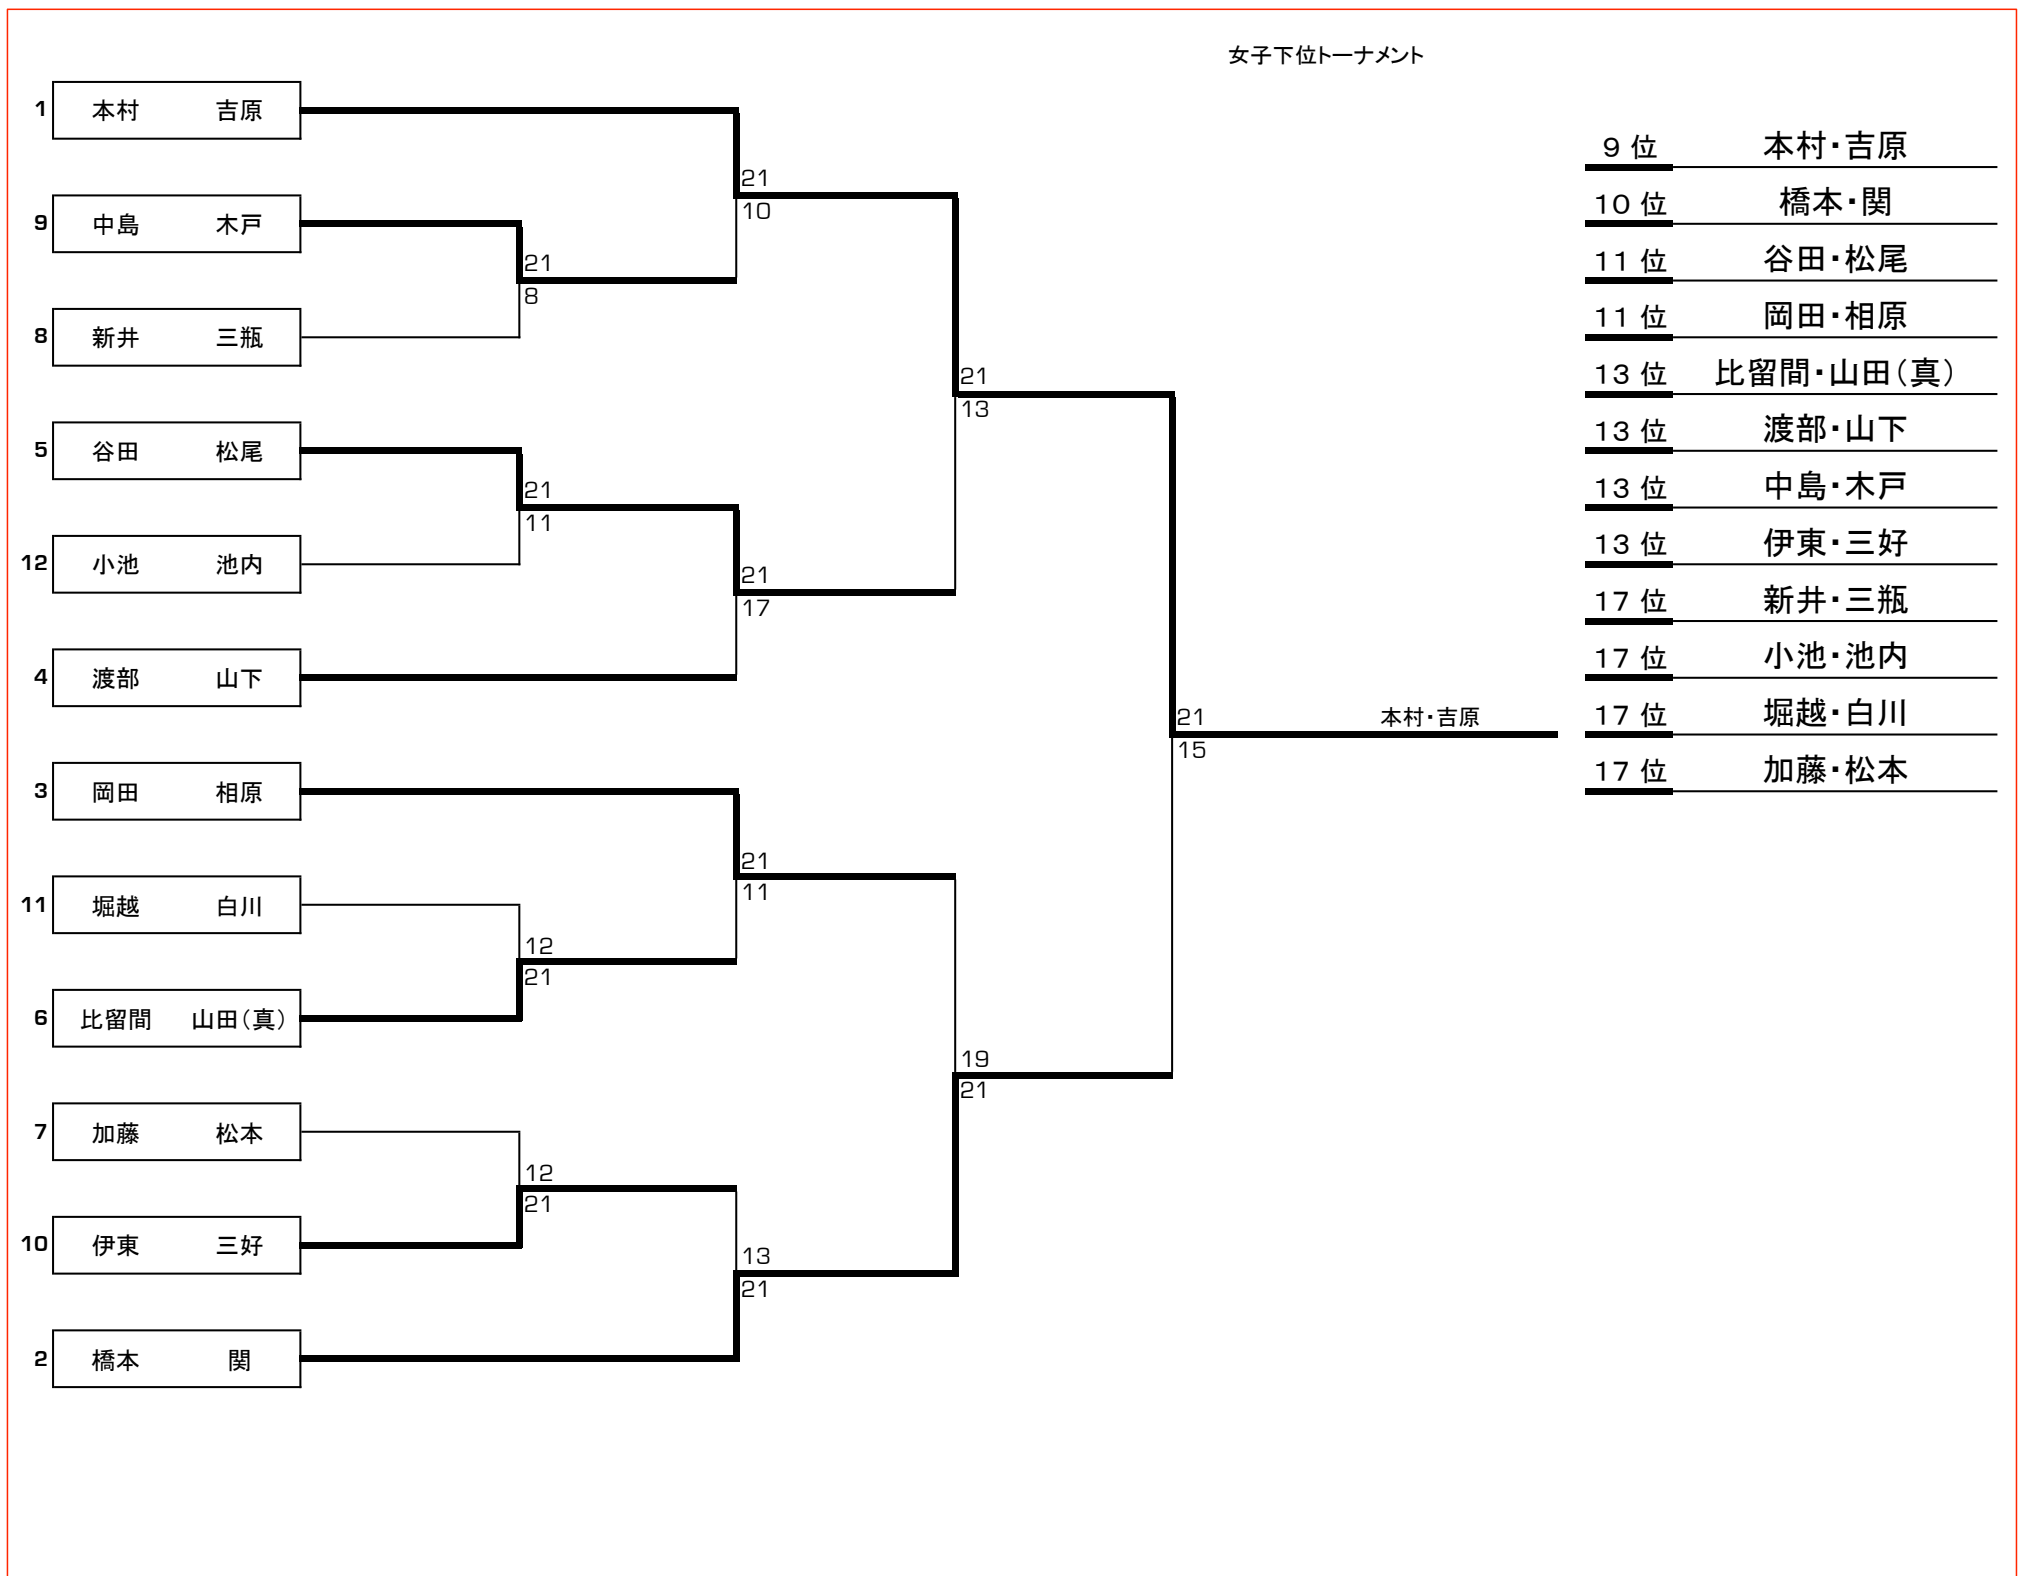 女子下位トーナメント
1 本村 吉原
21
10
9 中島 木戸
21
8
8 新井 三瓶
21
13
5 谷田 松尾
21
11
12 小池 池内
21
17
4 渡部 山下
21 本村・吉原
15
3 岡田 相原
21
11
11 堀越 白川
12
21
6 比留間 山田(真)
19
21
7 加藤 松本
12
21
10 伊東 三好
13
21
2 橋本 関
9 位 本村・吉原
10 位 橋本・関
11 位 谷田・松尾
11 位 岡田・相原
13 位 比留間・山田(真)
13 位 渡部・山下
13 位 中島・木戸
13 位 伊東・三好
17 位 新井・三瓶
17 位 小池・池内
17 位 堀越・白川
17 位 加藤・松本